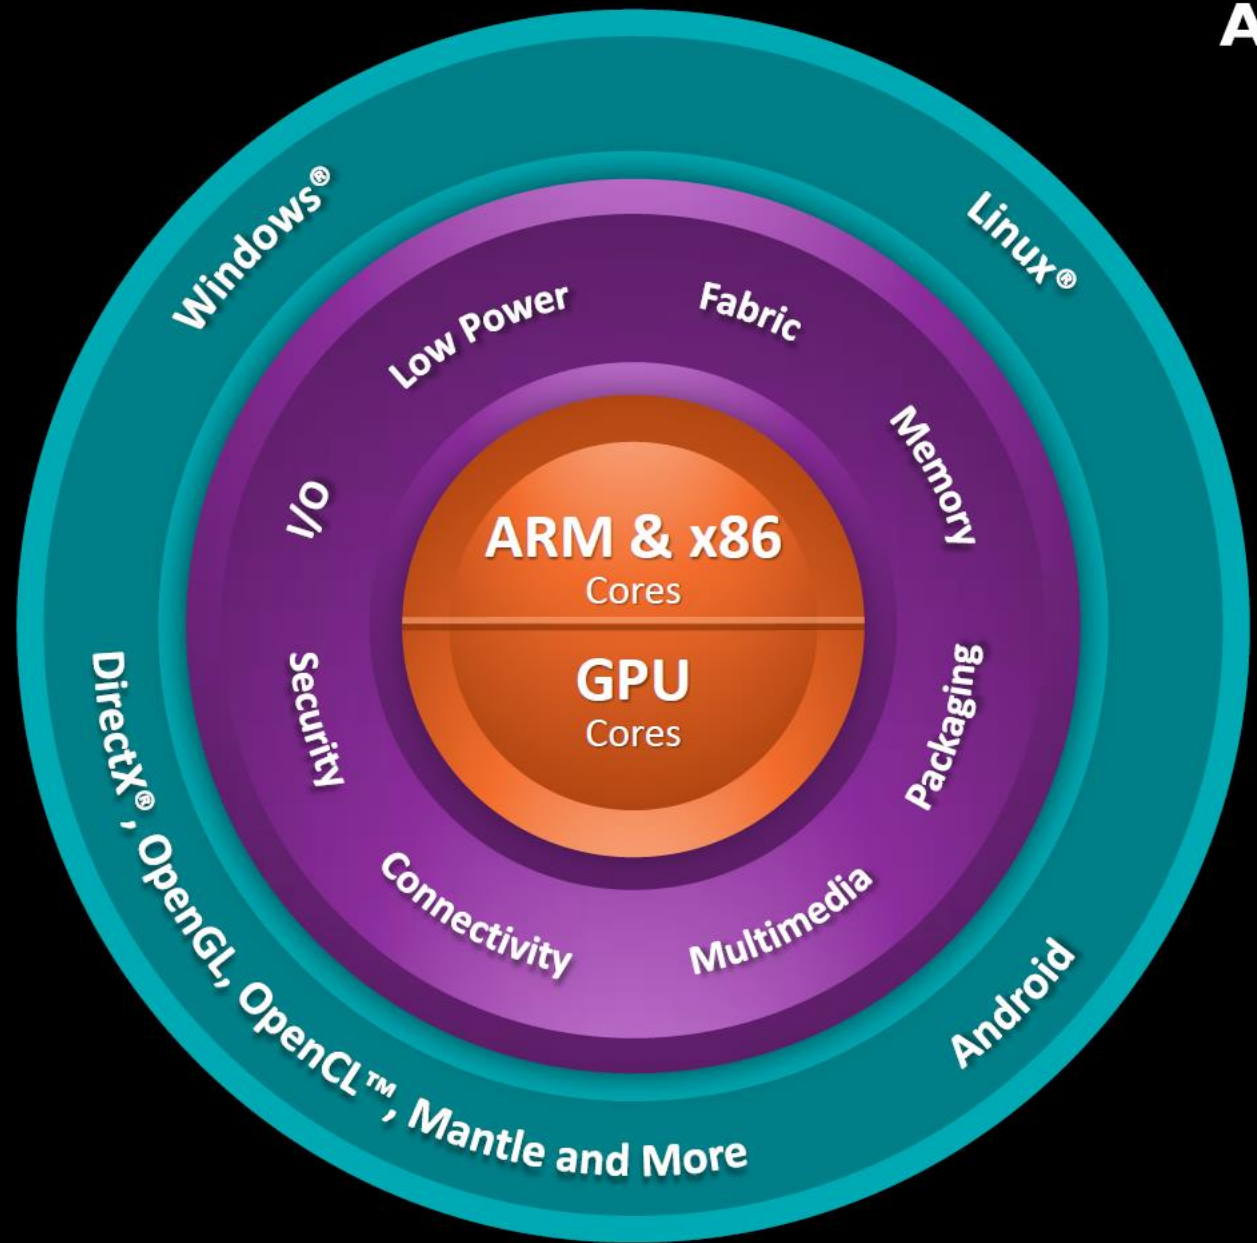 A
Windows®
Linux®
Low Power
Fabric
I/O
Memory
ARM & x86
Cores
GPU
Cores
Security
Packaging
Connectivity
Multimedia
DirectX®, OpenGL, OpenCL™, Mantle and More
Android